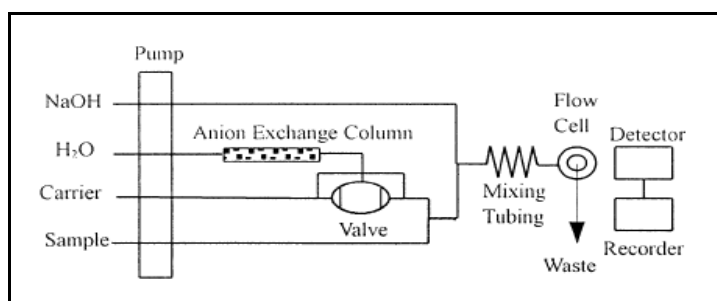 Pump
NaOH
Anion Exchange Column
Flow
Cell
Detector
H₂O
Carrier
Mixing
Tubing
Valve
Sample
Recorder
Waste